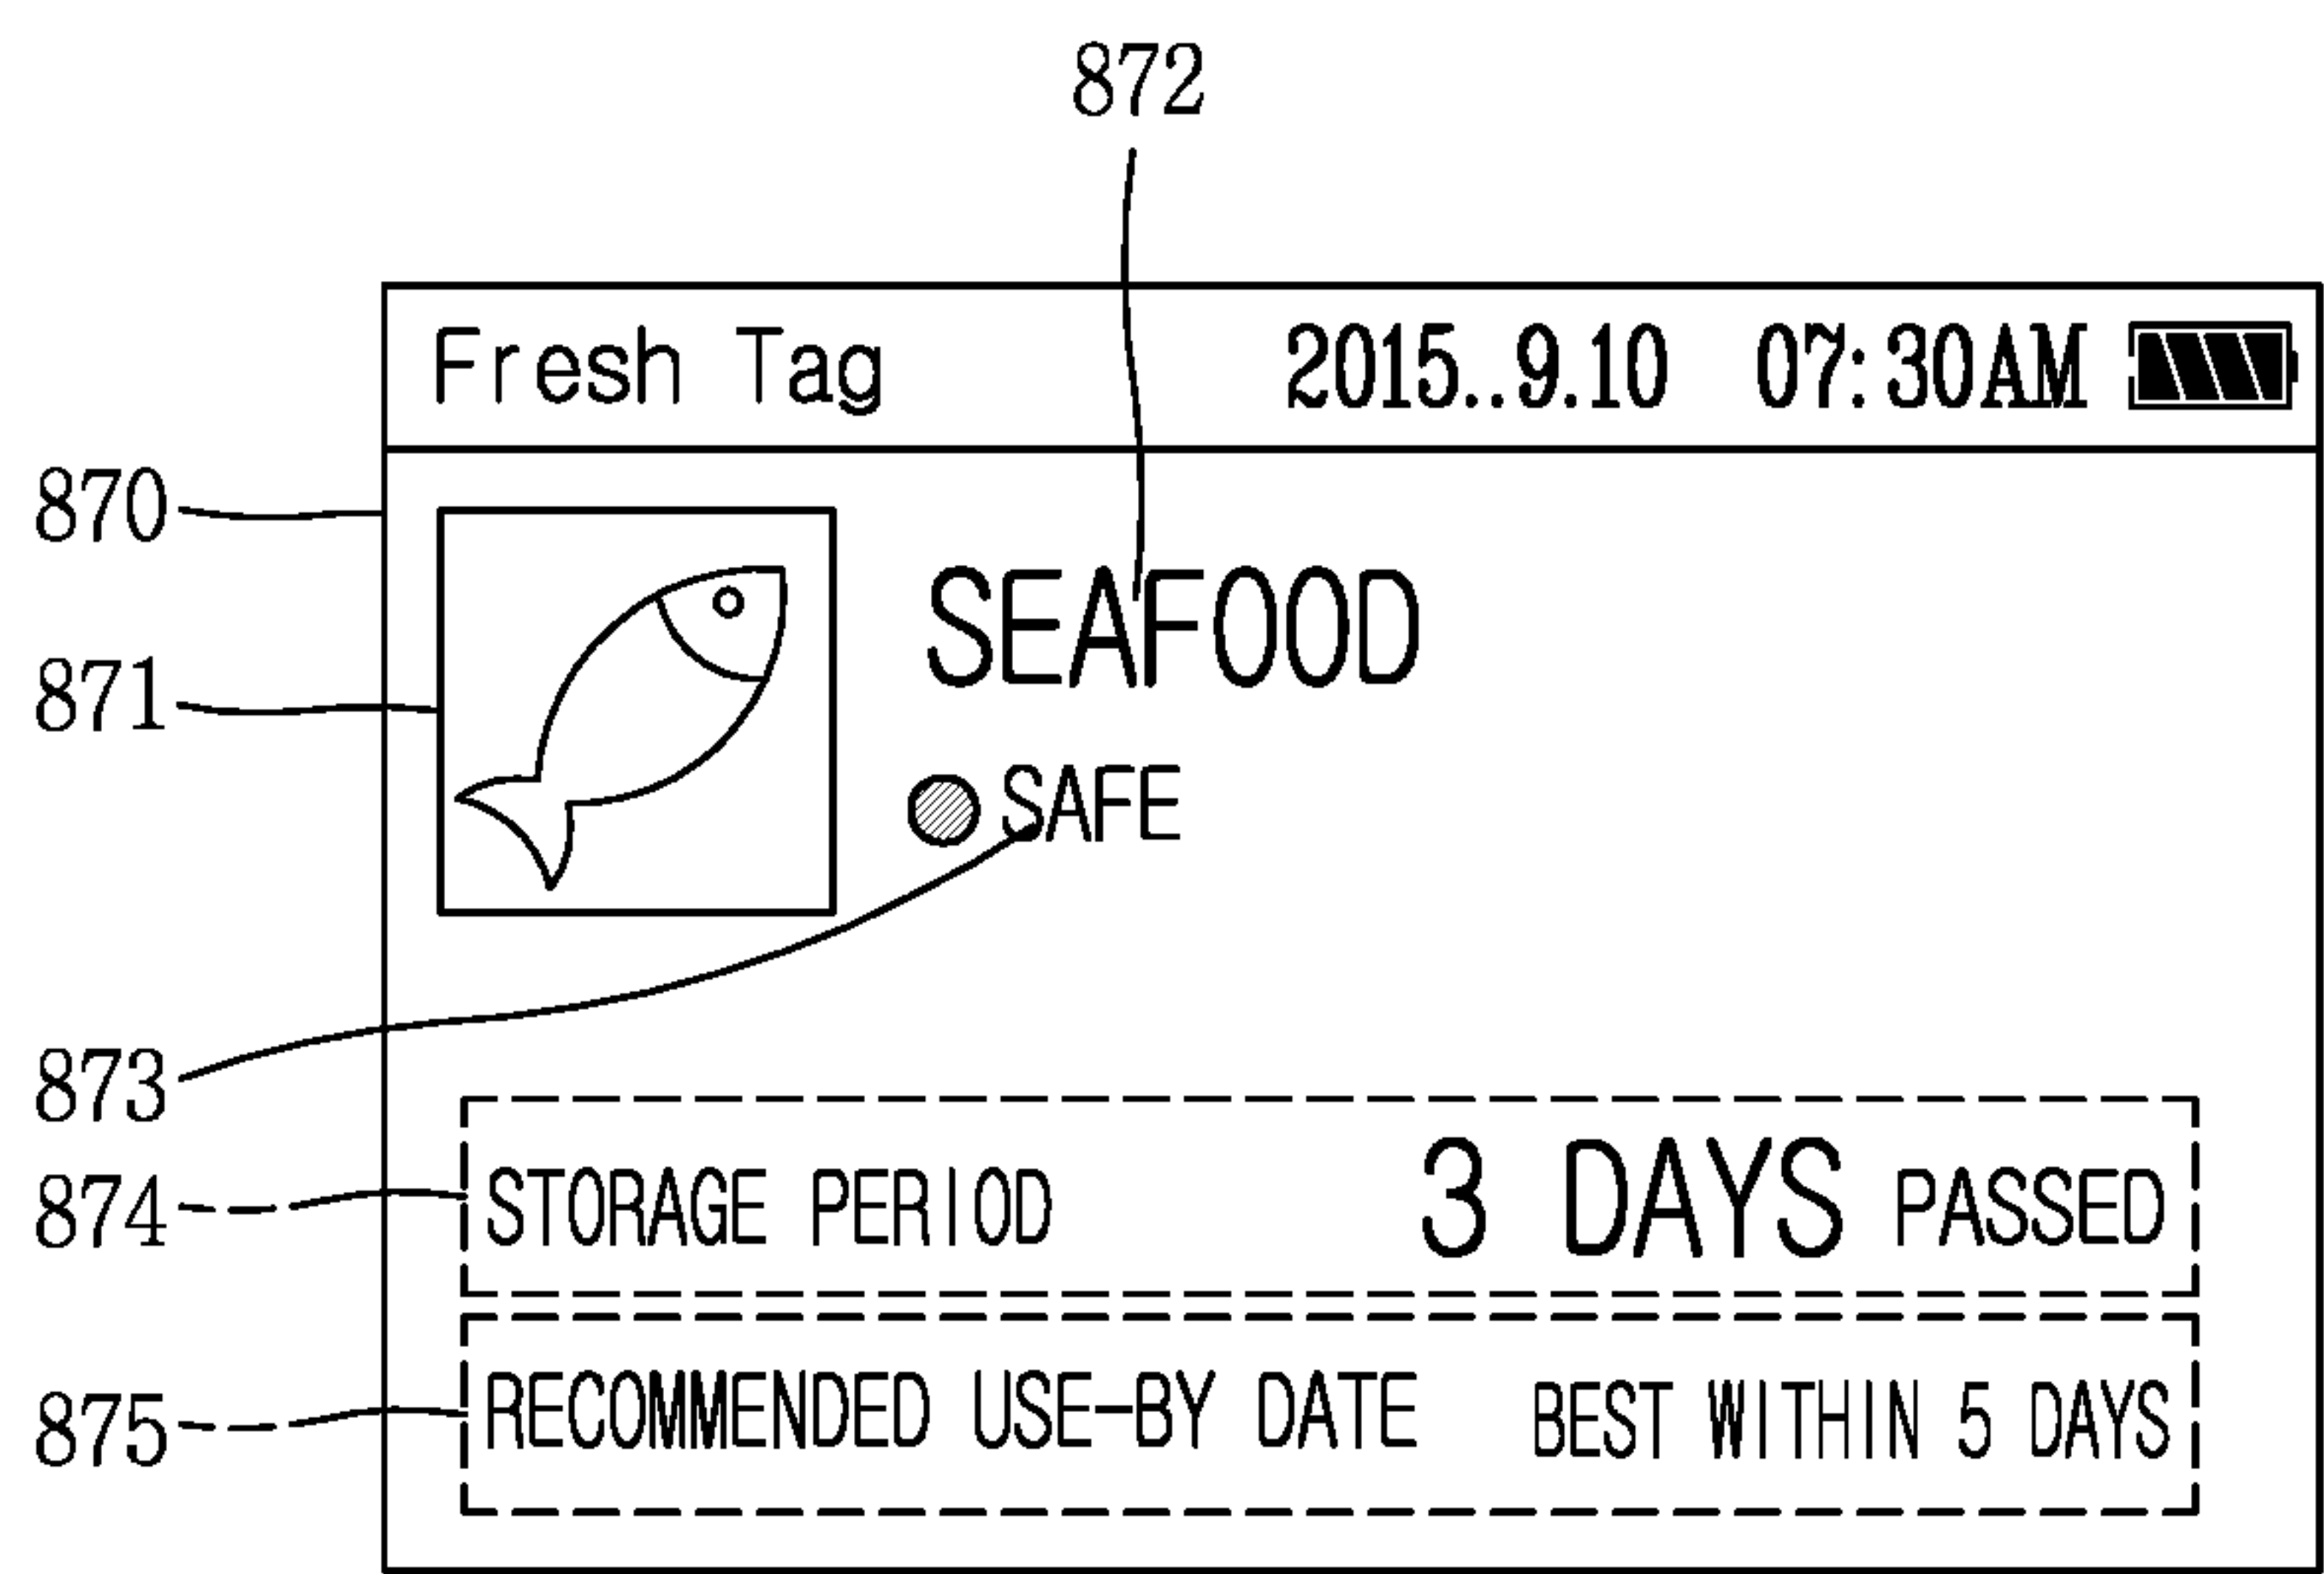 872
Fresh Tag 2015..9.10 07:30AM
870
871
SEAFOOD
SAFE
873
874 STORAGE PERIOD 3 DAYS PASSED
875 RECOMMENDED USE-BY DATE BEST WITHIN 5 DAYS